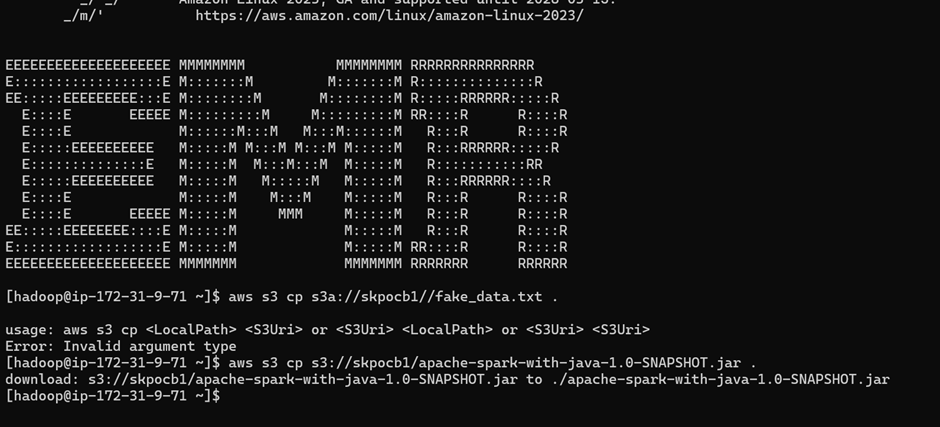 _/m/'           https://aws.amazon.com/linux/amazon-linux-2023/
EEEEEEEEEEEEEEEEEEEE MMMMMMMM           MMMMMMMM RRRRRRRRRRRRRRR
E::::::::::::::::::E M:::::::M         M:::::::M R::::::::::::::R
EE:::::EEEEEEEEE:::E M::::::::M       M::::::::M R:::::RRRRRR:::::R
  E::::E       EEEEE M:::::::::M     M:::::::::M RR::::R      R::::R
  E::::E             M::::::M:::M   M:::M::::::M   R:::R      R::::R
  E:::::EEEEEEEEEE   M:::::M M:::M M:::M M:::::M   R:::RRRRRR:::::R
  E::::::::::::::E   M:::::M  M:::M:::M  M:::::M   R:::::::::::RR
  E:::::EEEEEEEEEE   M:::::M   M:::::M   M:::::M   R:::RRRRRR::::R
  E::::E             M:::::M    M:::M    M:::::M   R:::R      R::::R
  E::::E       EEEEE M:::::M     MMM     M:::::M   R:::R      R::::R
EE:::::EEEEEEEE::::E M:::::M             M:::::M   R:::R      R::::R
E::::::::::::::::::E M:::::M             M:::::M RR::::R      R::::R
EEEEEEEEEEEEEEEEEEEE MMMMMMM             MMMMMMM RRRRRRR      RRRRRR
[hadoop@ip-172-31-9-71 ~]$ aws s3 cp s3a://skpocb1//fake_data.txt .
usage: aws s3 cp <LocalPath> <S3Uri> or <S3Uri> <LocalPath> or <S3Uri> <S3Uri>
Error: Invalid argument type
[hadoop@ip-172-31-9-71 ~]$ aws s3 cp s3://skpocb1/apache-spark-with-java-1.0-SNAPSHOT.jar .
download: s3://skpocb1/apache-spark-with-java-1.0-SNAPSHOT.jar to ./apache-spark-with-java-1.0-SNAPSHOT.jar
[hadoop@ip-172-31-9-71 ~]$